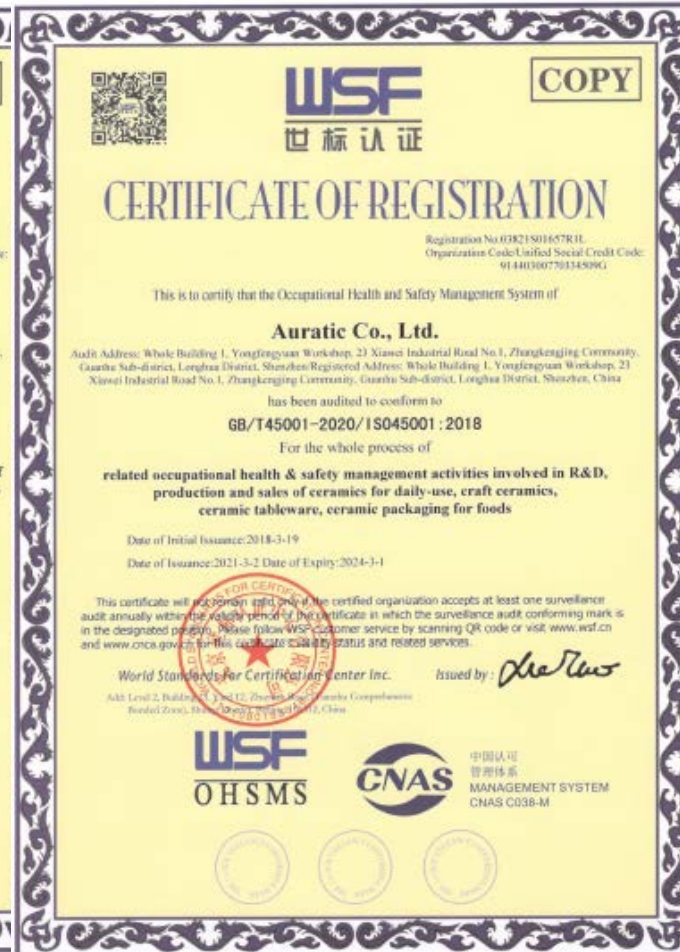 WSF
世标认证
COPY
CERTIFICATE OF REGISTRATION
Registration No.03821S01657R1L
Organization Code/Unified Social Credit Code:
91440300770334509G
This is to certify that the Occupational Health and Safety Management System of
Auratic Co., Ltd.
Audit Address: Whole Building 1, Yongfengyuan Workshop, 23 Xiawei Industrial Road No.1, Zhangkengjing Community,
Guanhu Sub-district, Longhua District, Shenzhen/Registered Address: Whole Building 1, Yongfengyuan Workshop, 23
Xiawei Industrial Road No.1, Zhangkengjing Community, Guanhu Sub-district, Longhua District, Shenzhen, China
has been audited to conform to
GB/T45001-2020/ISO45001:2018
For the whole process of
related occupational health & safety management activities involved in R&D,
production and sales of ceramics for daily-use, craft ceramics,
ceramic tableware, ceramic packaging for foods
Date of Initial Issuance:2018-3-19
Date of Issuance:2021-3-2 Date of Expiry:2024-3-1
This certificate will not remain valid only if the certified organization accepts at least one surveillance
audit annually within the validity period of the certificate in which the surveillance audit conforming mark is
in the designated position. Please follow WSF customer service by scanning QR code or visit www.wsf.cn
and www.cnca.gov.cn for this certificate's validity status and related services.
World Standards For Certification Center Inc.
Issued by:
Add: Level 2, Building
China
WSF
OHSMS
CNAS
中国认可
管理体系
MANAGEMENT SYSTEM
CNAS C038-M